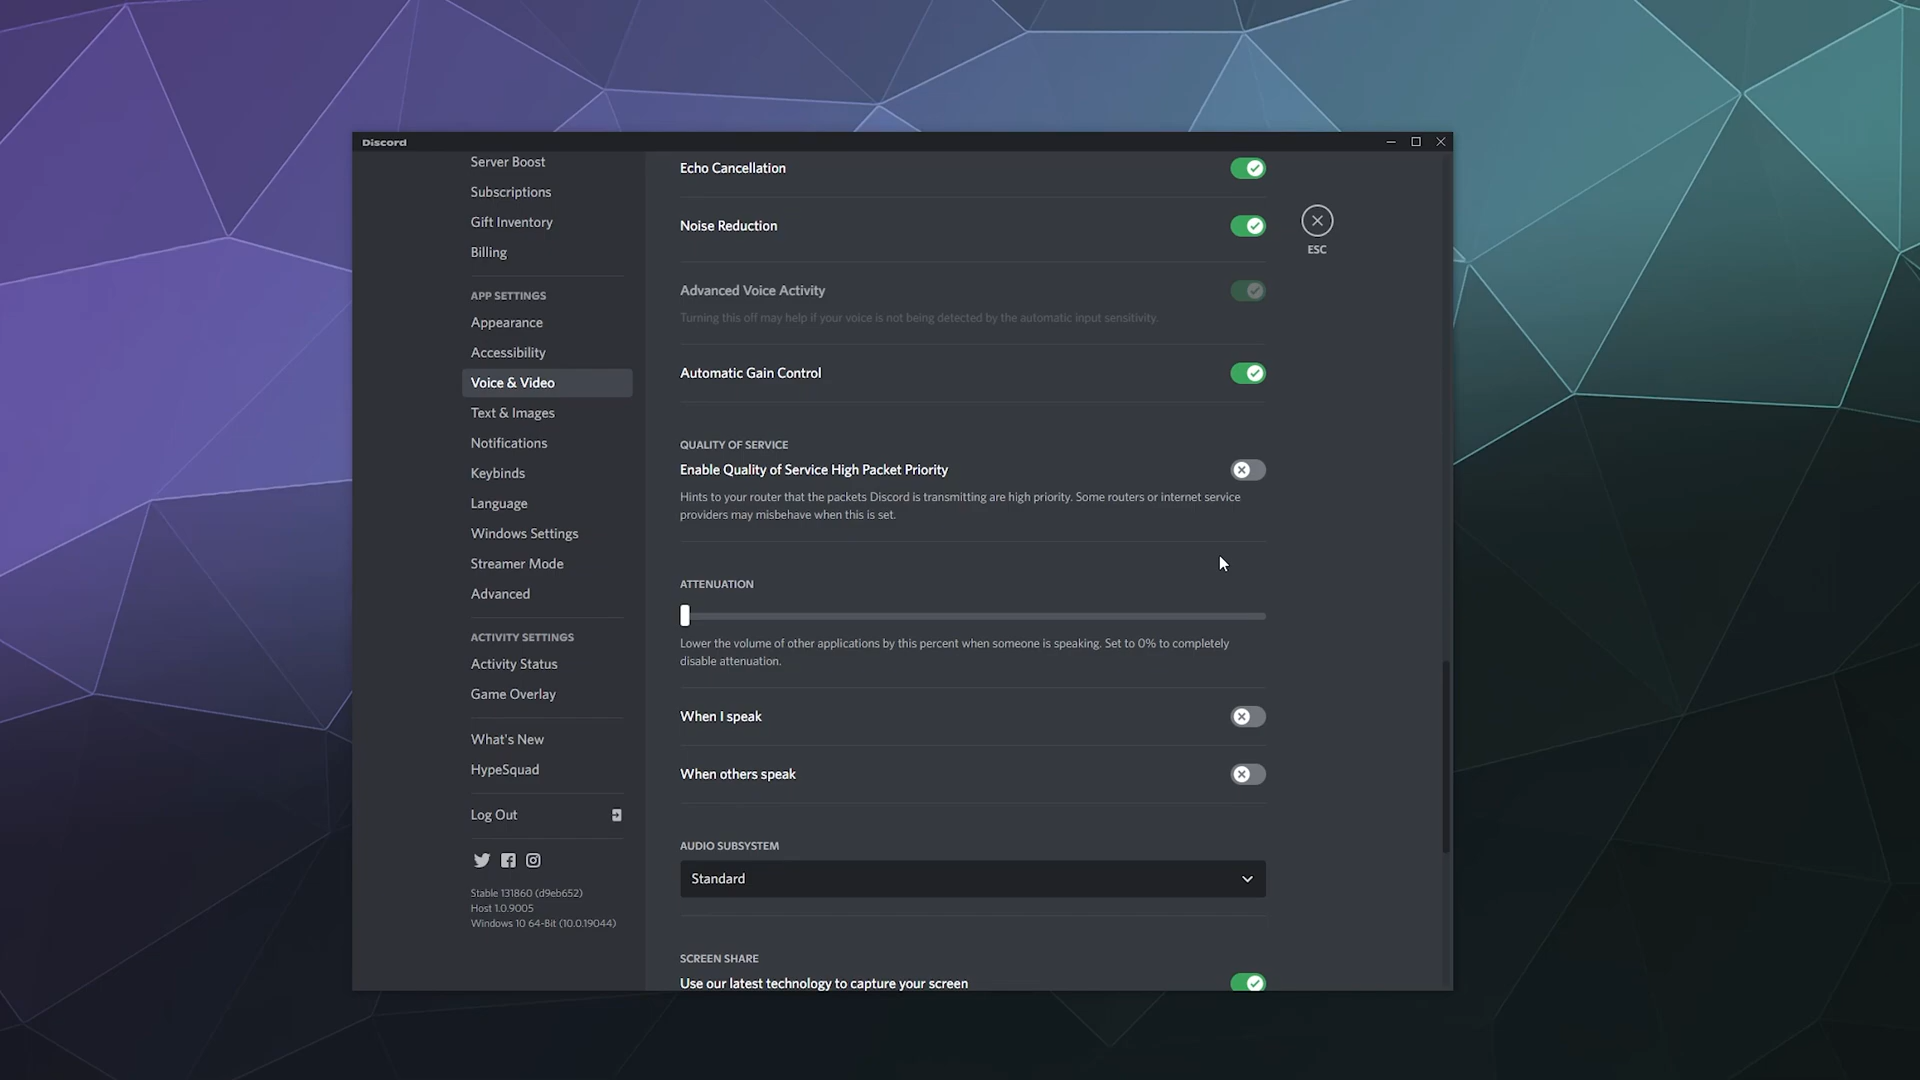 Discord
Server Boost
Subscriptions
Gift Inventory
Billing
APP SETTINGS
Appearance
Accessibility
Voice & Video
Text & Images
Notifications
Keybinds
Language
Windows Settings
Streamer Mode
Advanced
ACTIVITY SETTINGS
Activity Status
Game Overlay
What's New
HypeSquad
Log Out
Stable 131860 (d9eb652)
Host 1.0.9005
Windows 10 64-Bit (10.0.19044)
Echo Cancellation
Noise Reduction
Advanced Voice Activity
Turning this off may help if your voice is not being detected by the automatic input sensitivity.
Automatic Gain Control
QUALITY OF SERVICE
Enable Quality of Service High Packet Priority
Hints to your router that the packets Discord is transmitting are high priority. Some routers or internet service
providers may misbehave when this is set.
ATTENUATION
Lower the volume of other applications by this percent when someone is speaking. Set to 0% to completely
disable attenuation.
When I speak
When others speak
AUDIO SUBSYSTEM
Standard
SCREEN SHARE
Use our latest technology to capture your screen
ESC